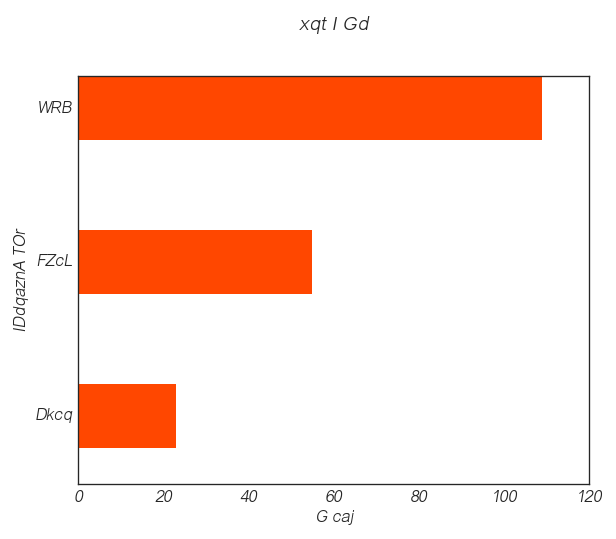 xqt I Gd
WRB
FZcL
Dkcq
IDdqaznA TOr
0 20 40 60 80 100 120
G caj